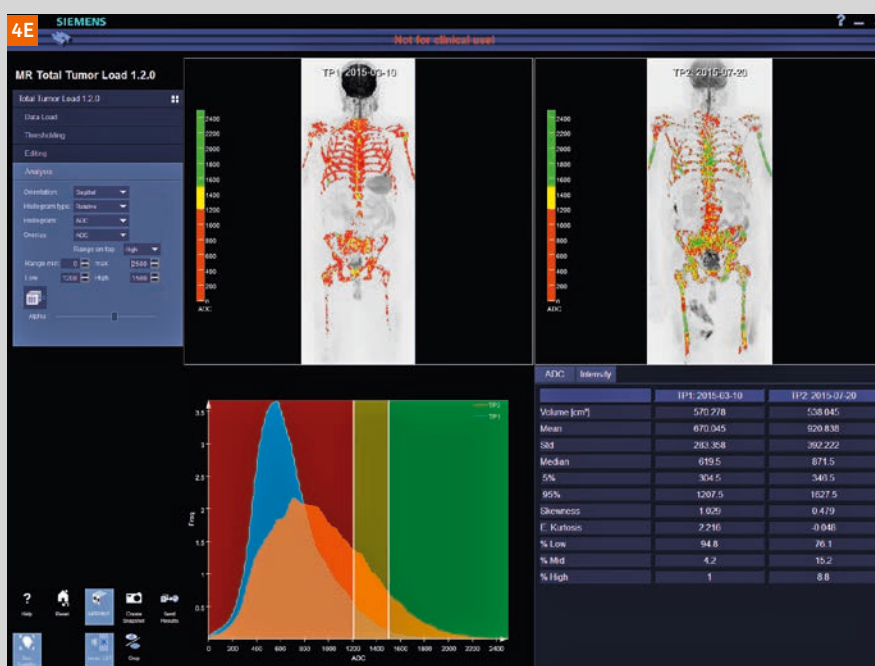 4E
SIEMENS
? _
Not for clinical use!
MR Total Tumor Load 1.2.0
Total Tumor Load 1.2.0
Data Load
Thresholding
Editing
Analysis
Orientation: Sagittal
Histogram type: Relative
Histogram: ADC
Overlay: ADC
Range on top: High
Range min: 0 max: 2500
Low 1200 High 1500
Alpha
TP1: 2015-03-10
2400
2200
2000
1800
1600
1400
1200
1000
800
600
400
200
0
ADC
TP2: 2015-07-20
2400
2200
2000
1800
1600
1400
1200
1000
800
600
400
200
0
ADC
TP2
TP1
3.5
3
2.5
2
1.5
1
0.5
Freq
0 200 400 600 800 1000 1200 1400 1600 1800 2000 2200 2400
ADC
ADC Intensity
TP1: 2015-03-10 TP2: 2015-07-20
Volume [cm³] 570.278 538.045
Mean 670.045 920.838
Std 283.358 392.222
Median 619.5 871.5
5% 304.5 346.5
95% 1207.5 1627.5
Skewness 1.029 0.479
E. Kurtosis 2.216 -0.046
% Low 94.8 76.1
% Mid 4.2 15.2
% High 1 8.8
? Help
Reset
Create Snapshot
Send Results
Stop